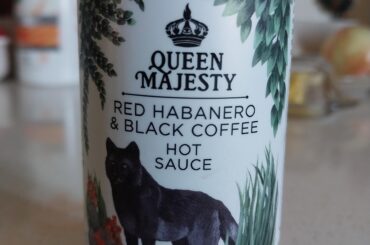 QUEEN
MAJESTY
RED HABANERO
& BLACK COFFEE
HOT
SAUCE